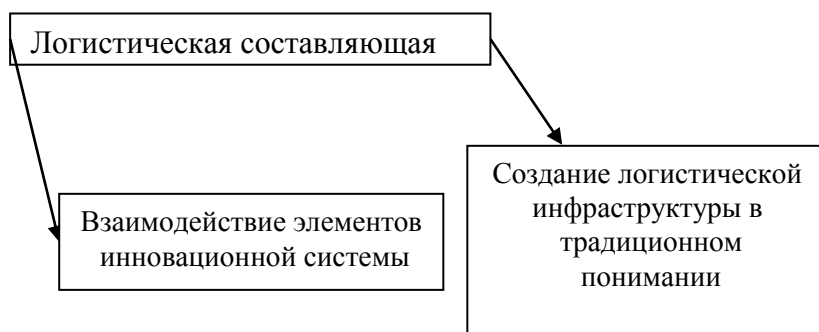 Логистическая составляющая
Взаимодействие элементов
инновационной системы
Создание логистической
инфраструктуры в
традиционном
понимании